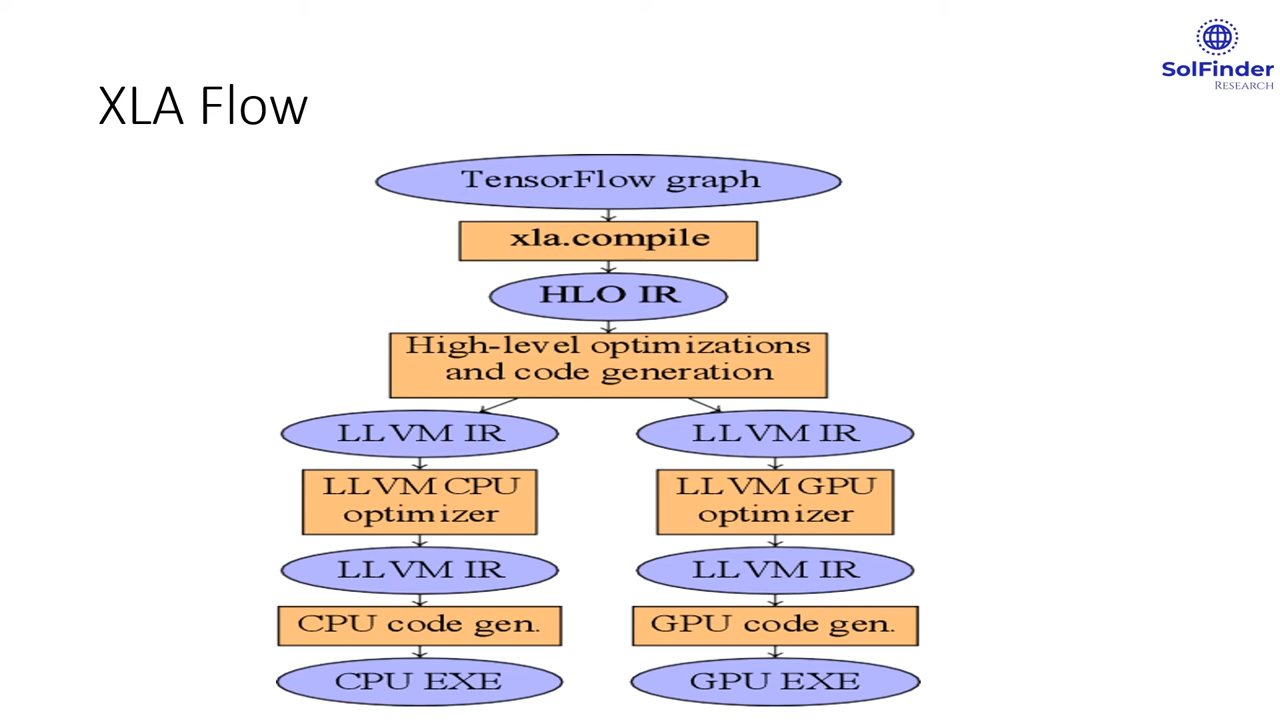 SolFinder
RESEARCH
XLA Flow
TensorFlow graph
xla.compile
HLO IR
High-level optimizations
and code generation
LLVM IR
LLVM IR
LLVM CPU
optimizer
LLVM GPU
optimizer
LLVM IR
LLVM IR
CPU code gen.
GPU code gen.
CPU EXE
GPU EXE